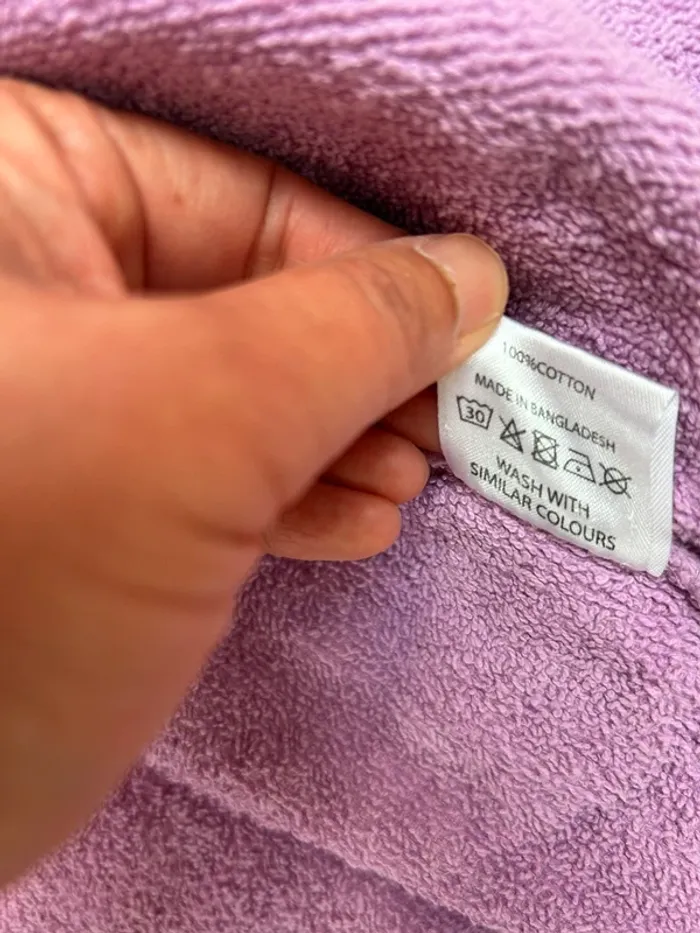 100%COTTON
MADE IN BANGLADESH
30
WASH WITH
SIMILAR COLOURS